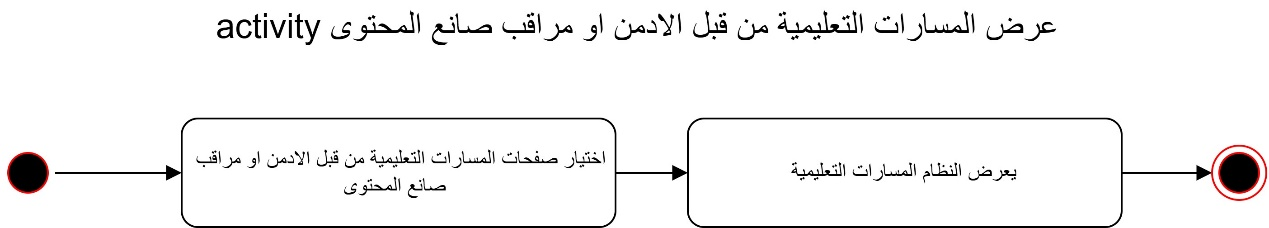 عرض المسارات التعليمية من قبل الادمن او مراقب صانع المحتوى activity
اختيار صفحات المسارات التعليمية من قبل الادمن او مراقب
صانع المحتوى
يعرض النظام المسارات التعليمية